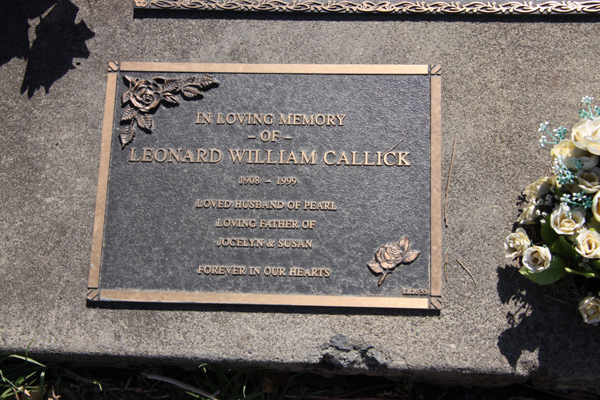 IN LOVING MEMORY
– OF –
LEONARD WILLIAM CALLICK
1908 – 1999
LOVED HUSBAND OF PEARL
LOVING FATHER OF
JOCELYN & SUSAN
FOREVER IN OUR HEARTS